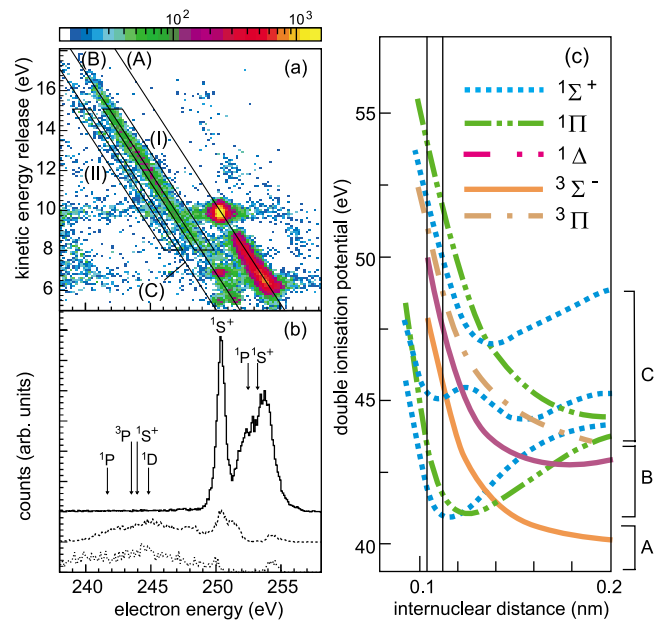 10² 10³
(B) (A)
(a)
(I)
(II)
(C)
kinetic energy release (eV)
16
14
12
10
8
6
(b)
¹S⁺
¹P ¹S⁺
³P ¹S⁺
¹P ¹D
counts (arb. units)
240 245 250 255
electron energy (eV)
(c)
¹Σ⁺
¹Π
¹Δ
³Σ⁻
³Π
double ionisation potential (eV)
55
50
45
40
C
B
A
0.1 0.2
internuclear distance (nm)